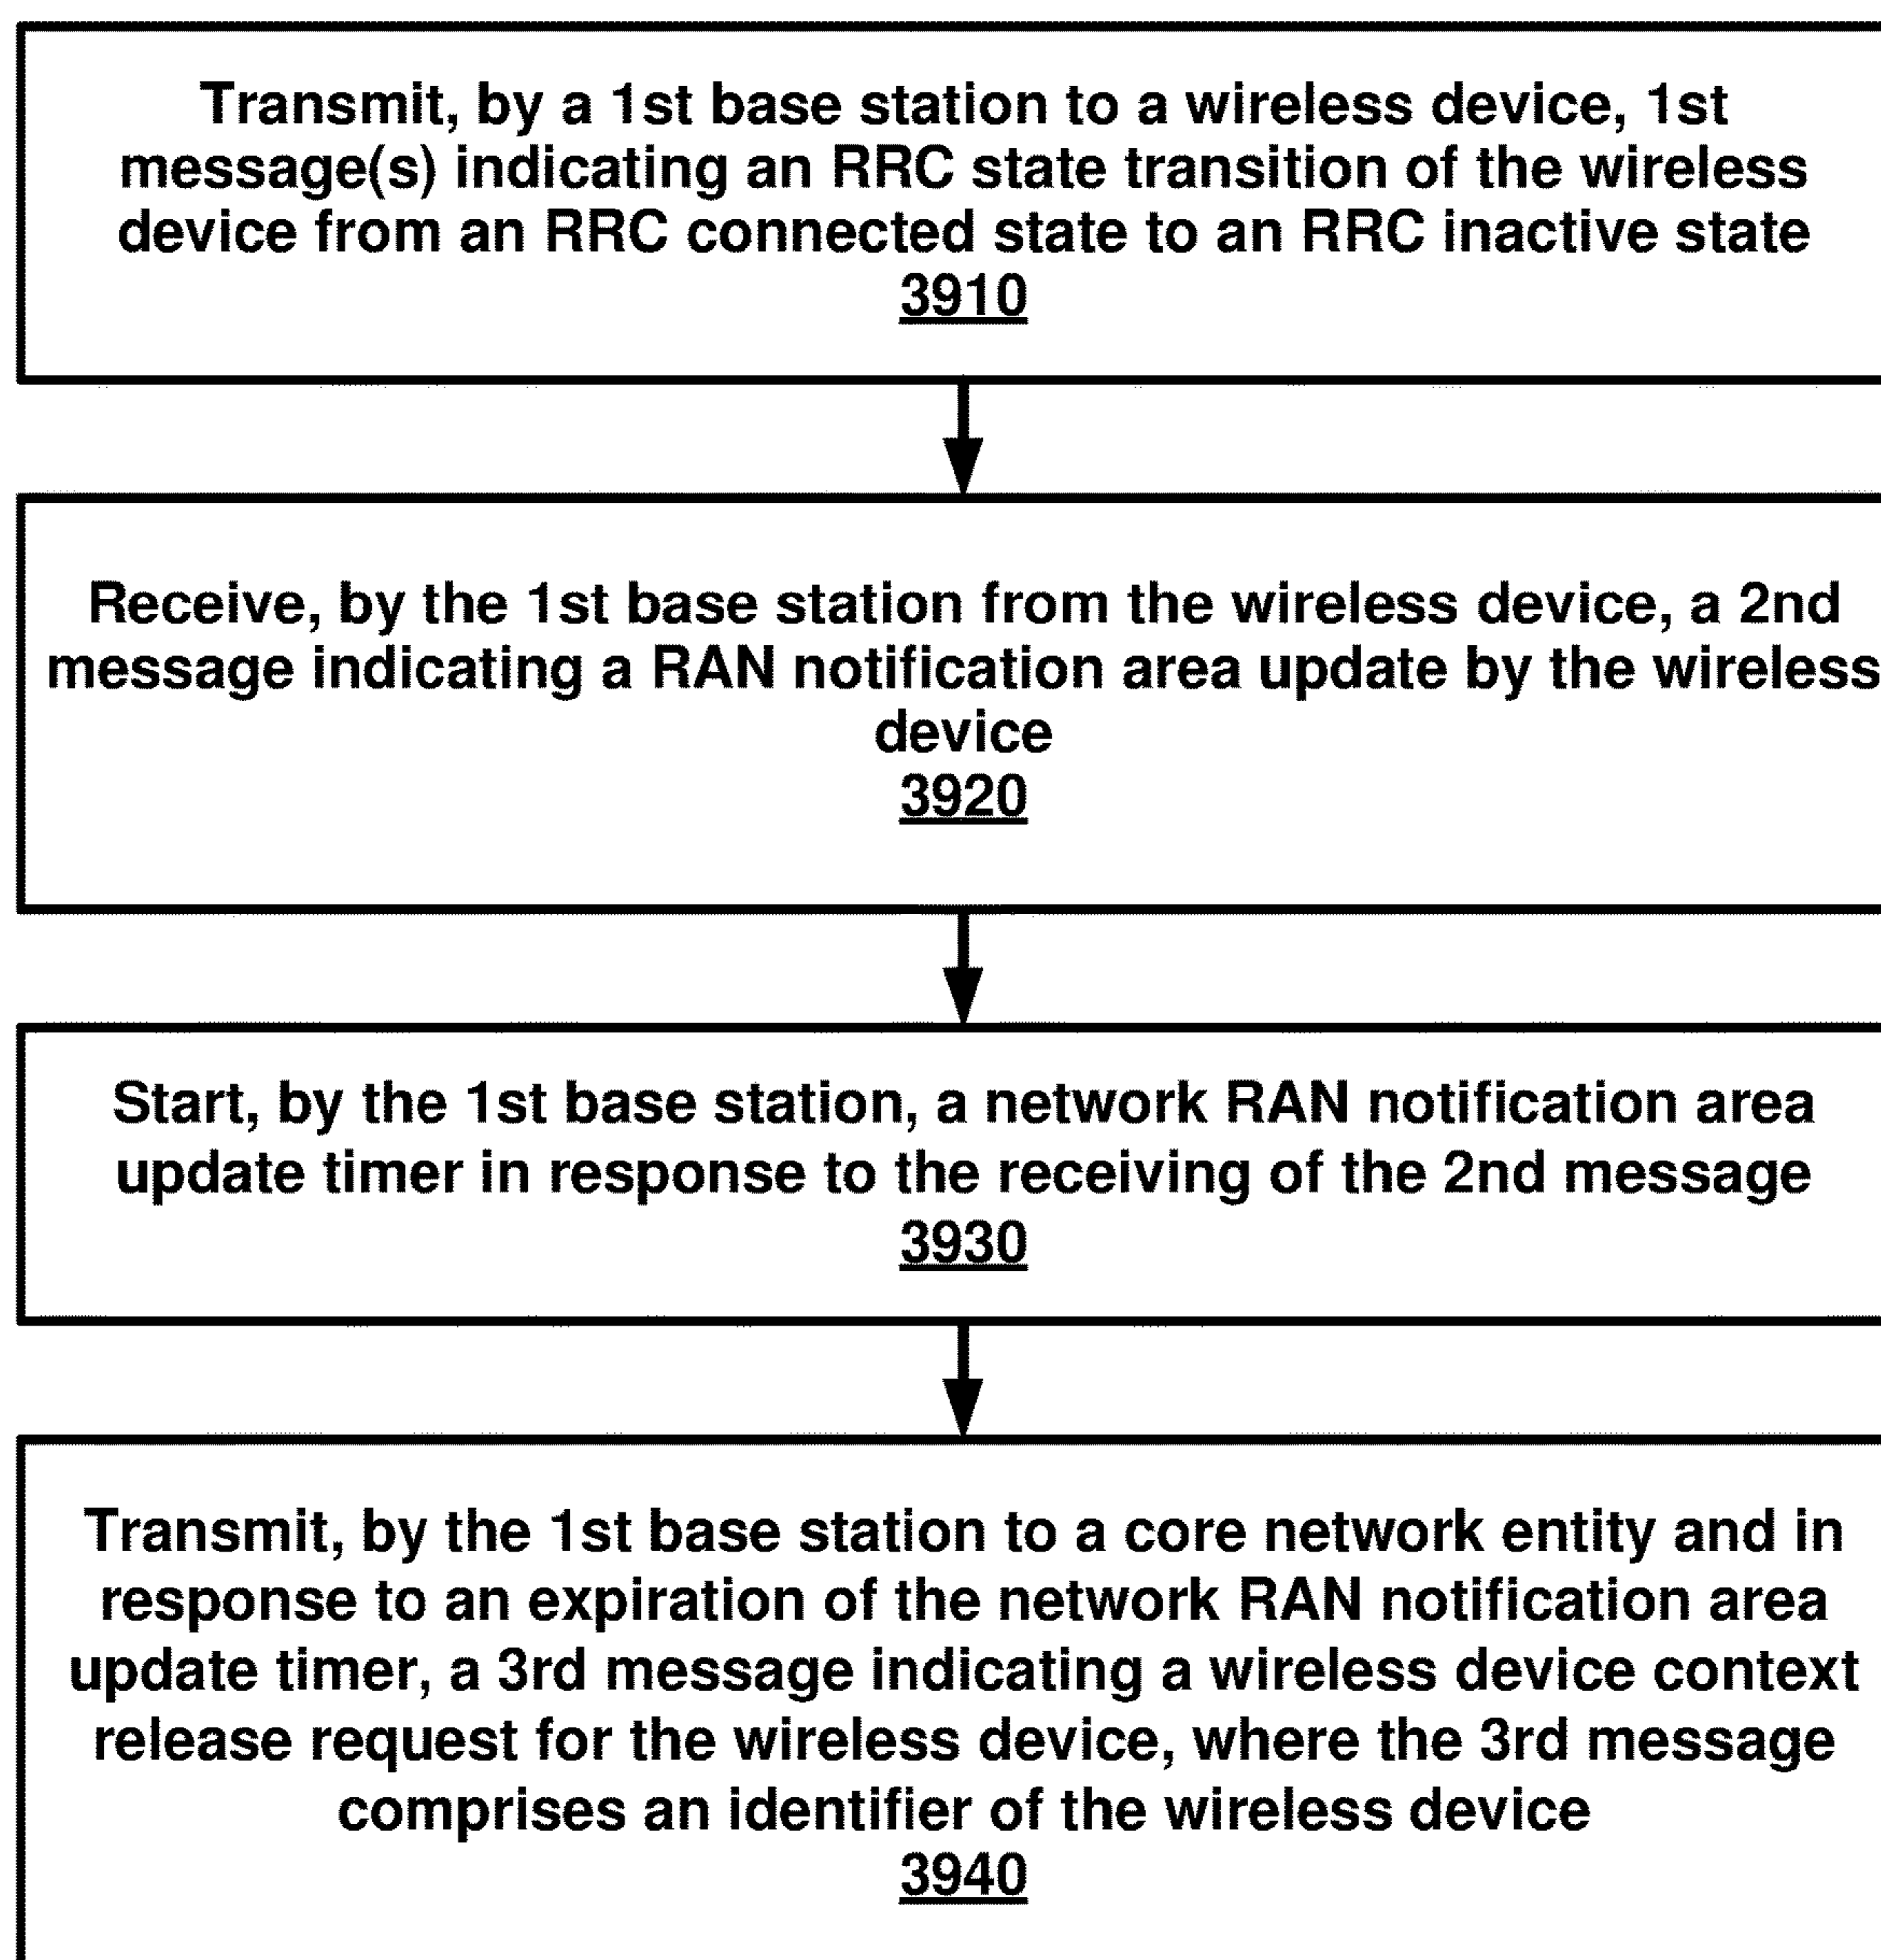 Transmit, by a 1st base station to a wireless device, 1st
message(s) indicating an RRC state transition of the wireless
device from an RRC connected state to an RRC inactive state
3910
Receive, by the 1st base station from the wireless device, a 2nd
message indicating a RAN notification area update by the wireless
device
3920
Start, by the 1st base station, a network RAN notification area
update timer in response to the receiving of the 2nd message
3930
Transmit, by the 1st base station to a core network entity and in
response to an expiration of the network RAN notification area
update timer, a 3rd message indicating a wireless device context
release request for the wireless device, where the 3rd message
comprises an identifier of the wireless device
3940